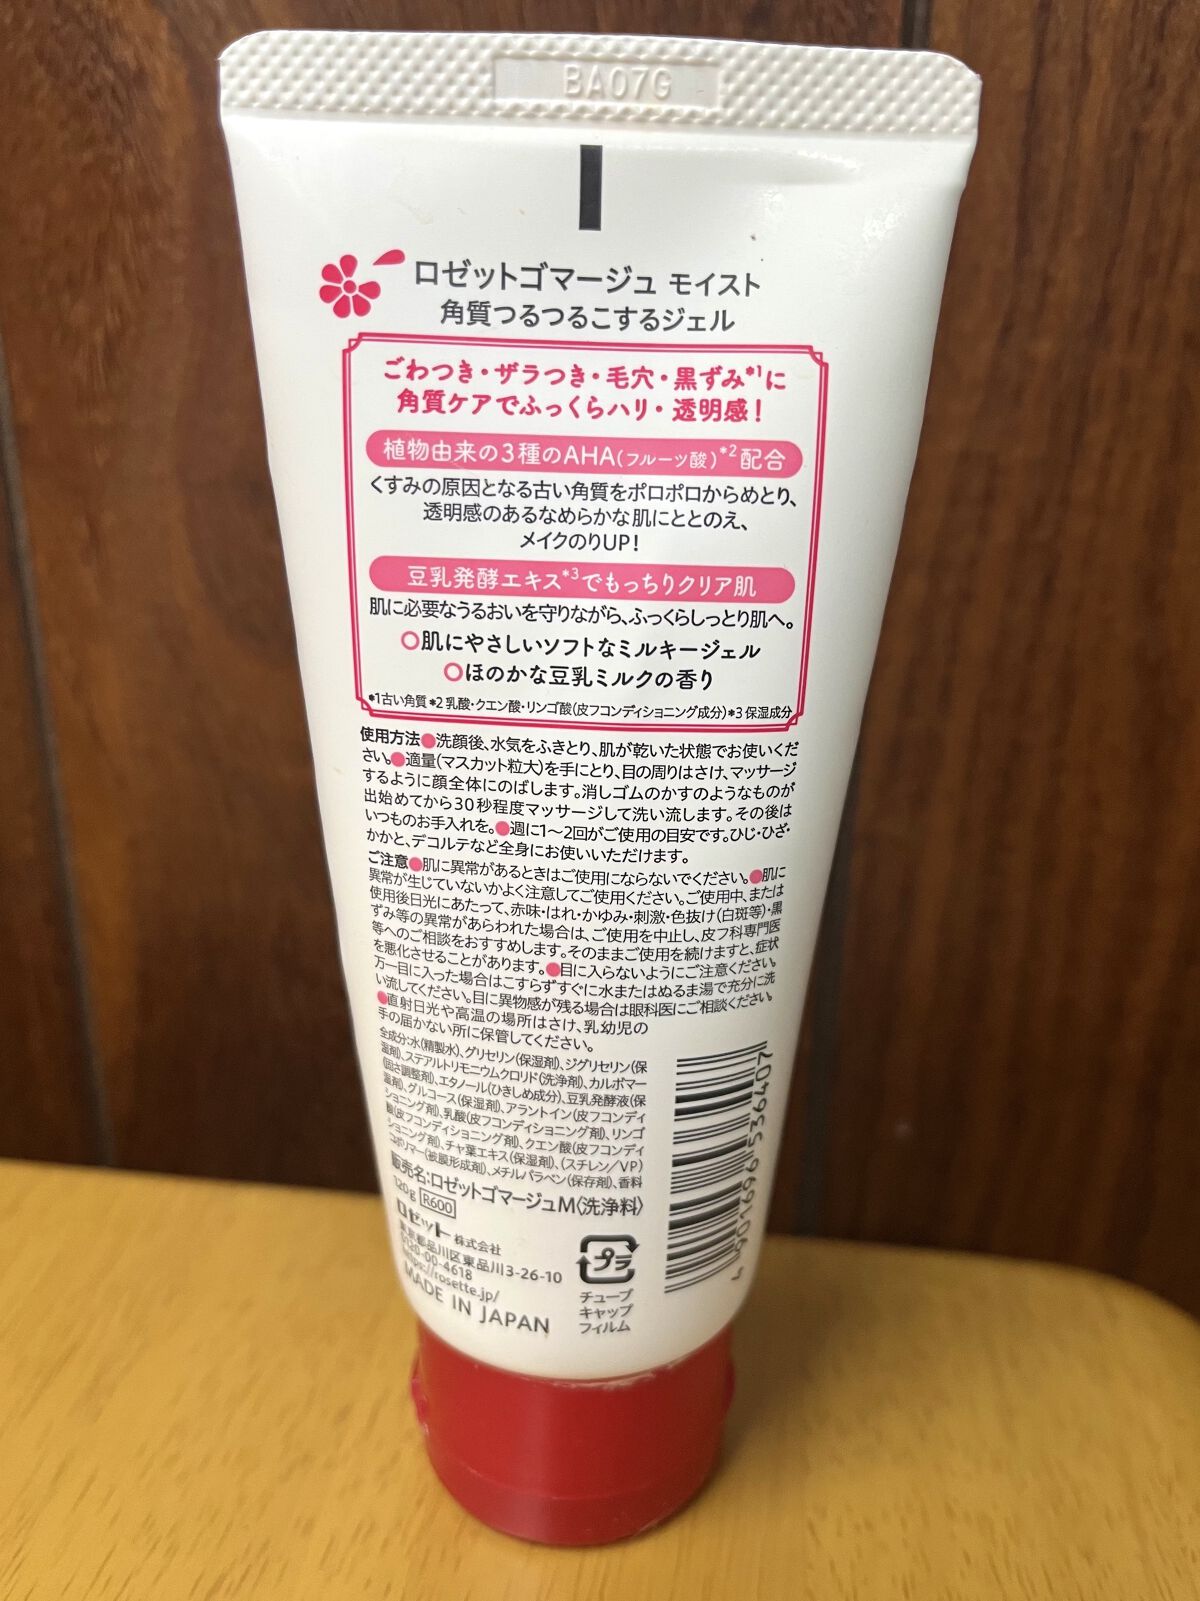 BA07G
ロゼットゴマージュ モイスト
角質つるつるこするジェル
ごわつき・ザラつき・毛穴・黒ずみ*1に
角質ケアでふっくらハリ・透明感!
植物由来の3種のAHA(フルーツ酸)*2配合
くすみの原因となる古い角質をポロポロからめとり、
透明感のあるなめらかな肌にととのえ、
メイクのりUP!
豆乳発酵エキス*3でもっちりクリア肌
肌に必要なうるおいを守りながら、ふっくらしっとり肌へ。
○肌にやさしいソフトなミルキージェル
○ほのかな豆乳ミルクの香り
*1古い角質 *2 乳酸・クエン酸・リンゴ酸(皮フコンディショニング成分) *3 保湿成分
使用方法●洗顔後、水気をふきとり、肌が乾いた状態でお使いくだ
さい。●適量(マスカット粒大)を手にとり、目の周りはさけ、マッサージ
するように顔全体にのばします。消しゴムのかすのようなものが
出始めてから30秒程度マッサージして洗い流します。その後は
いつものお手入れを。●週に1〜2回がご使用の目安です。ひじ・ひざ・
かかと、デコルテなど全身にお使いいただけます。
ご注意●肌に異常があるときはご使用にならないでください。●肌に
異常が生じていないかよく注意してご使用ください。ご使用中、または
使用後日光にあたって、赤味・はれ・かゆみ・刺激・色抜け(白斑等)・黒
ずみ等の異常があらわれた場合は、ご使用を中止し、皮フ科専門医
等へのご相談をおすすめします。そのままご使用を続けますと、症状
を悪化させることがあります。●目に入らないようにご注意ください。
万一目に入った場合はこすらずすぐに水またはぬるま湯で充分に洗
い流してください。目に異物感が残る場合は眼科医にご相談ください。
●直射日光や高温の場所はさけ、乳幼児の
手の届かない所に保管してください。
全成分:水(精製水)、グリセリン(保湿剤)、ジグリセリン(保
湿剤)、ステアルトリモニウムクロリド(洗浄剤)、カルボマー
(固さ調整剤)、エタノール(ひきしめ成分)、豆乳発酵液(保
湿剤)、グルコース(保湿剤)、アラントイン(皮フコンディ
ショニング剤)、乳酸(皮フコンディショニング剤)、リンゴ
酸(皮フコンディショニング剤)、クエン酸(皮フコンディ
ショニング剤)、チャ葉エキス(保湿剤)、(スチレン/VP)
コポリマー(被膜形成剤)、メチルパラベン(保存剤)、香料
販売名:ロゼットゴマージュM〈洗浄料〉
120g R600
ロゼット 株式会社
東京都品川区東品川3-26-10
0120-00-4618
https://rosette.jp/
MADE IN JAPAN
プラ
チューブ
キャップ
フィルム
4901696536407